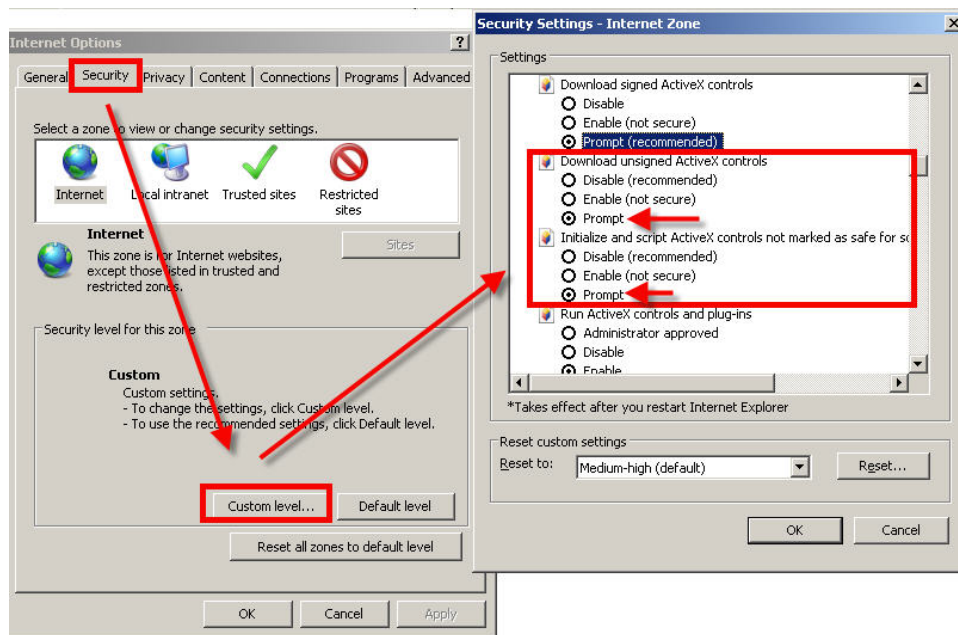 Internet Options
?
General Security Privacy Content Connections Programs Advanced
Select a zone to view or change security settings.
Internet Local intranet Trusted sites Restricted
sites
Internet
This zone is for Internet websites,
except those listed in trusted and
restricted zones.
Sites
Security level for this zone
Custom
Custom settings.
- To change the settings, click Custom level.
- To use the recommended settings, click Default level.
Custom level... Default level
Reset all zones to default level
OK Cancel Apply
Security Settings - Internet Zone
Settings
Download signed ActiveX controls
Disable
Enable (not secure)
Prompt (recommended)
Download unsigned ActiveX controls
Disable (recommended)
Enable (not secure)
Prompt
Initialize and script ActiveX controls not marked as safe for sc
Disable (recommended)
Enable (not secure)
Prompt
Run ActiveX controls and plug-ins
Administrator approved
Disable
Enable
*Takes effect after you restart Internet Explorer
Reset custom settings
Reset to: Medium-high (default) Reset...
OK Cancel